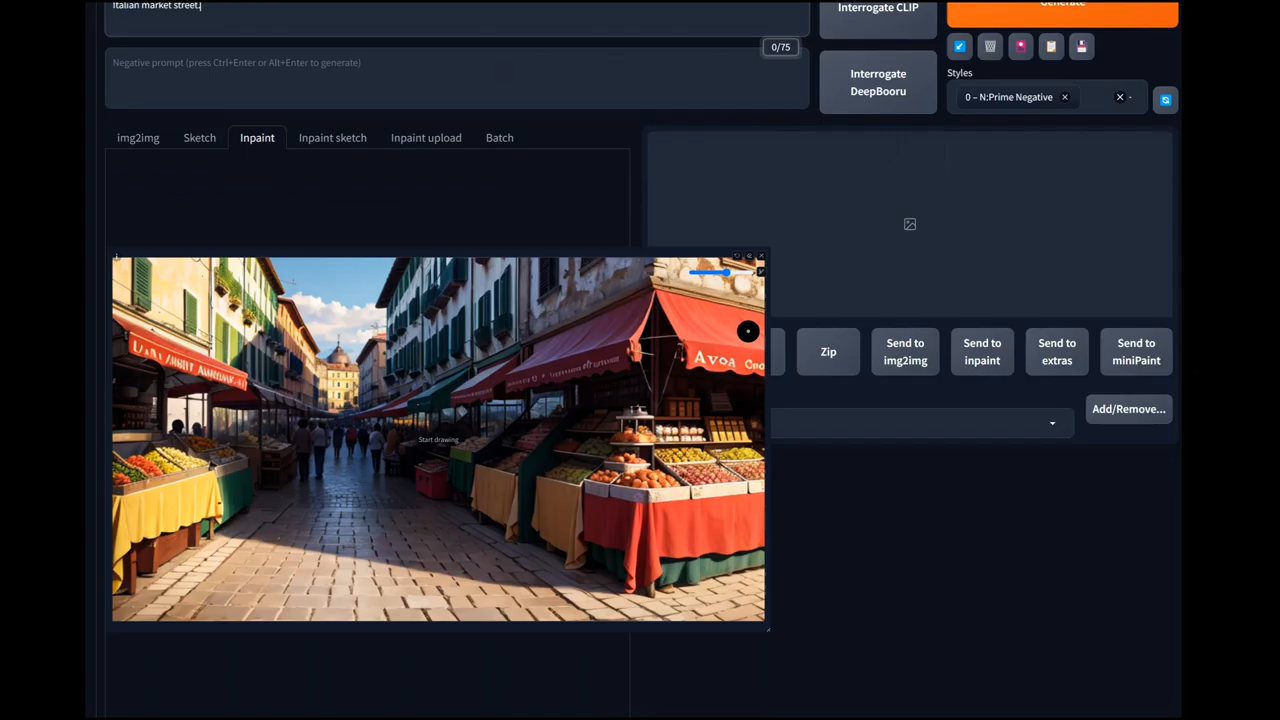 Italian market street,
Interrogate CLIP
Generate
0/75
Negative prompt (press Ctrl+Enter or Alt+Enter to generate)
Interrogate
DeepBooru
Styles
0 – N:Prime Negative
img2img
Sketch
Inpaint
Inpaint sketch
Inpaint upload
Batch
Start drawing
AVOA
Zip
Send to
img2img
Send to
inpaint
Send to
extras
Send to
miniPaint
Add/Remove...